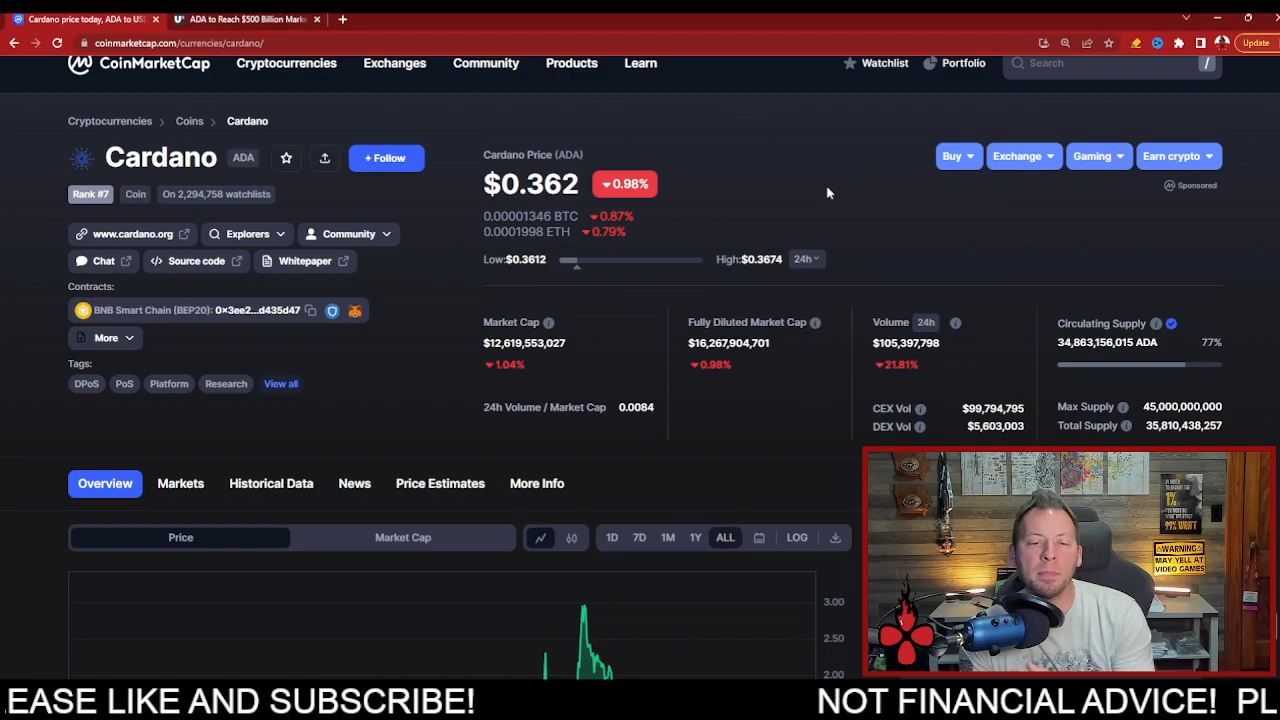 Cardano price today, ADA to US
ADA to Reach $500 Billion Mark
coinmarketcap.com/currencies/cardano/
Update
CoinMarketCap
Cryptocurrencies
Exchanges
Community
Products
Learn
Watchlist
Portfolio
Search
/
Cryptocurrencies > Coins > Cardano
Cardano ADA
+ Follow
Rank #7
Coin
On 2,294,758 watchlists
www.cardano.org
Explorers
Community
Chat
Source code
Whitepaper
Contracts:
BNB Smart Chain (BEP20): 0x3ee2...d435d47
More
Tags:
DPoS
PoS
Platform
Research
View all
Cardano Price (ADA)
$0.362
0.98%
0.00001346 BTC 0.87%
0.0001998 ETH 0.79%
Low:$0.3612
High:$0.3674
24h
Buy
Exchange
Gaming
Earn crypto
Sponsored
Market Cap
$12,619,553,027
1.04%
24h Volume / Market Cap 0.0084
Fully Diluted Market Cap
$16,267,904,701
0.98%
Volume 24h
$105,397,798
21.81%
CEX Vol $99,794,795
DEX Vol $5,603,003
Circulating Supply
34,863,156,015 ADA 77%
Max Supply 45,000,000,000
Total Supply 35,810,438,257
Overview
Markets
Historical Data
News
Price Estimates
More Info
Price
Market Cap
1D
7D
1M
1Y
ALL
LOG
3.00
2.50
2.00
1%
99% WON'T
WARNING
MAY YELL AT
VIDEO GAMES
EASE LIKE AND SUBSCRIBE!
NOT FINANCIAL ADVICE! PL